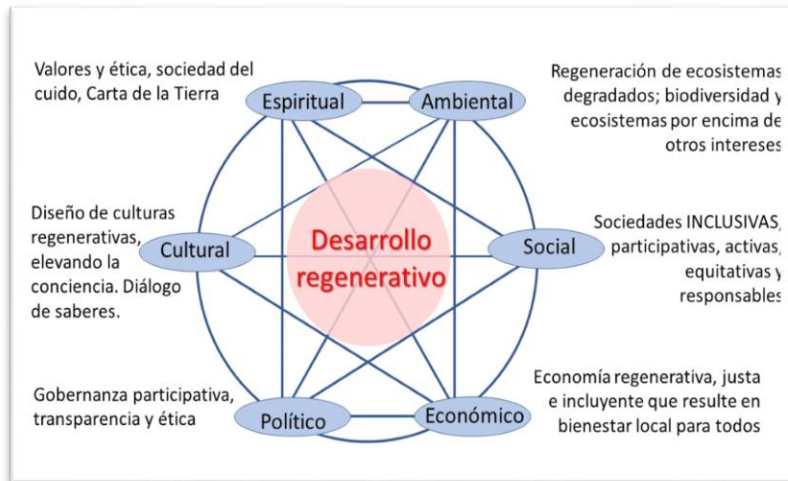 Valores y ética, sociedad del
cuido, Carta de la Tierra
Espiritual
Ambiental
Regeneración de ecosistemas
degradados; biodiversidad y
ecosistemas por encima de
otros intereses
Diseño de culturas
regenerativas,
elevando la
conciencia. Diálogo
de saberes.
Cultural
Desarrollo
regenerativo
Social
Sociedades INCLUSIVAS,
participativas, activas,
equitativas y
responsables
Gobernanza participativa,
transparencia y ética
Político
Económico
Economía regenerativa, justa
e incluyente que resulte en
bienestar local para todos